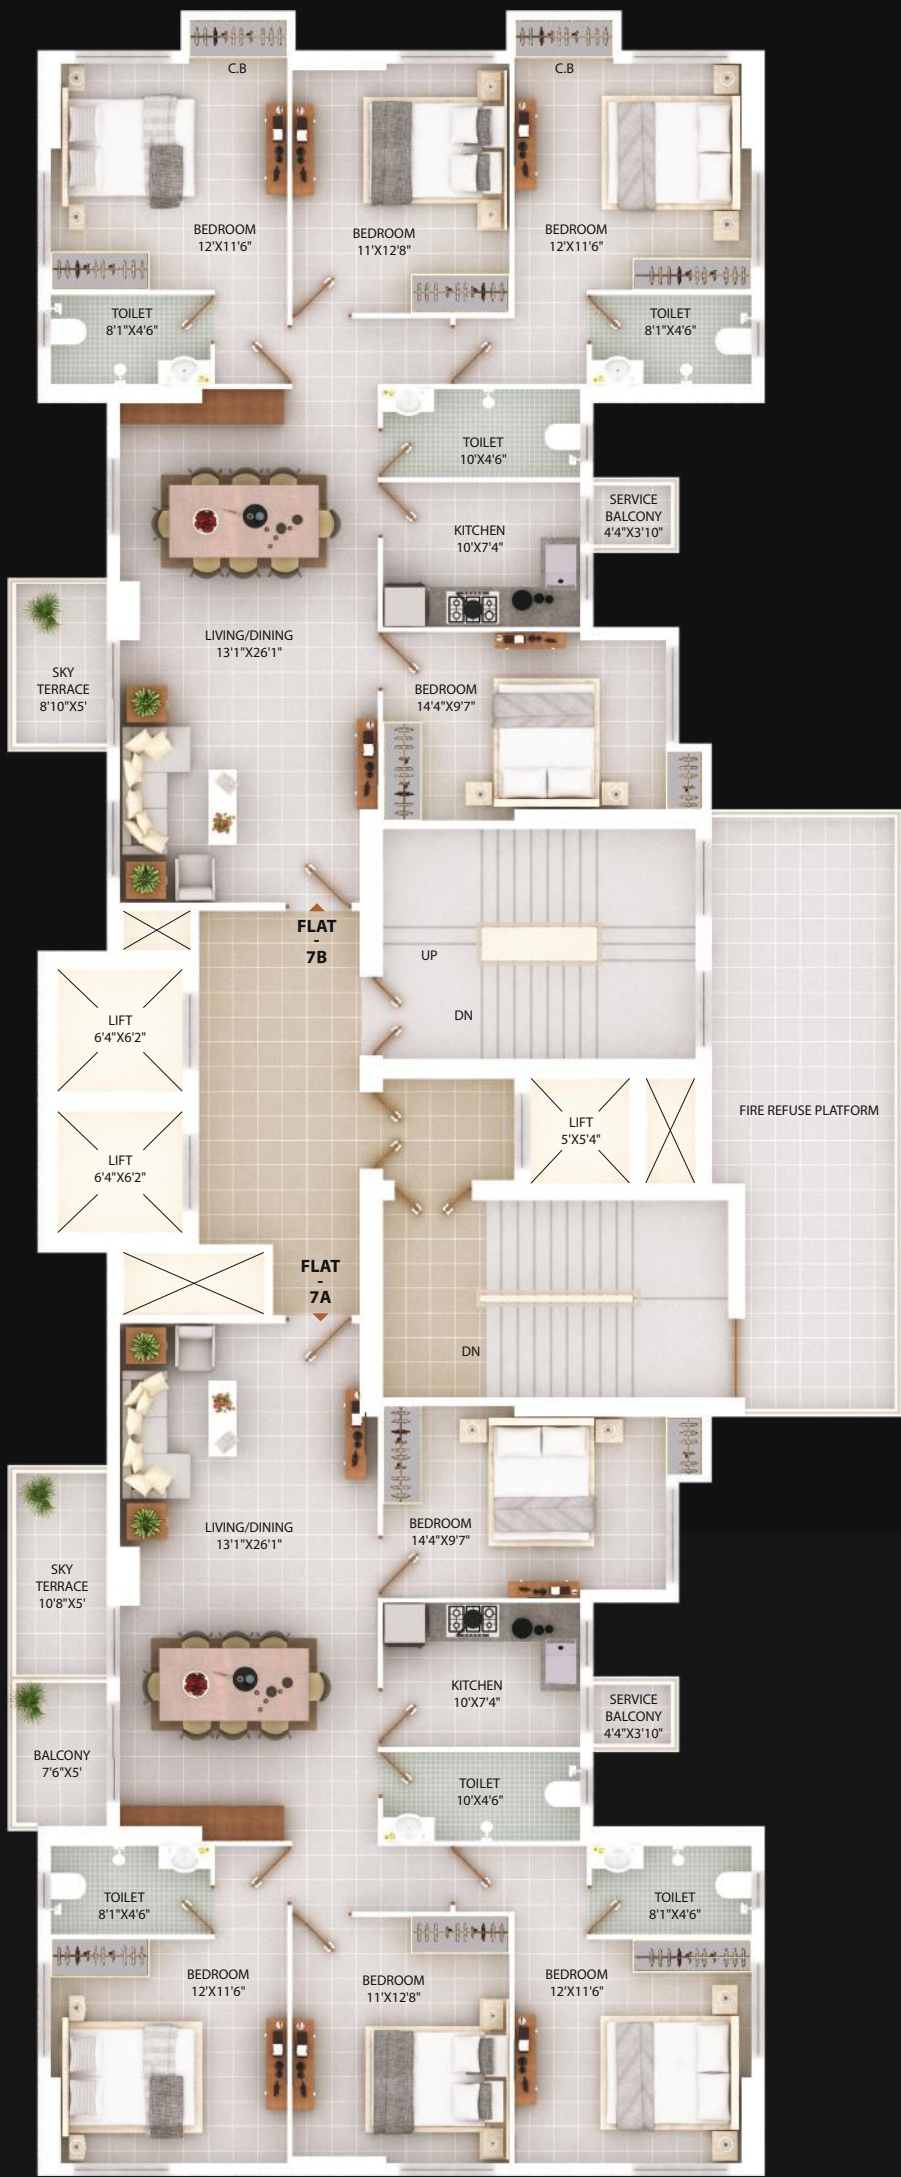 C.B
C.B
BEDROOM
12'X11'6"
BEDROOM
11'X12'8"
BEDROOM
12'X11'6"
TOILET
8'1"X4'6"
TOILET
8'1"X4'6"
TOILET
10'X4'6"
SERVICE
BALCONY
4'4"X3'10"
KITCHEN
10'X7'4"
LIVING/DINING
13'1"X26'1"
SKY
TERRACE
8'10"X5'
BEDROOM
14'4"X9'7"
FLAT
-
7B
UP
DN
LIFT
6'4"X6'2"
LIFT
6'4"X6'2"
LIFT
5'X5'4"
FIRE REFUSE PLATFORM
FLAT
-
7A
DN
LIVING/DINING
13'1"X26'1"
BEDROOM
14'4"X9'7"
SKY
TERRACE
10'8"X5'
KITCHEN
10'X7'4"
SERVICE
BALCONY
4'4"X3'10"
BALCONY
7'6"X5'
TOILET
10'X4'6"
TOILET
8'1"X4'6"
TOILET
8'1"X4'6"
BEDROOM
12'X11'6"
BEDROOM
11'X12'8"
BEDROOM
12'X11'6"